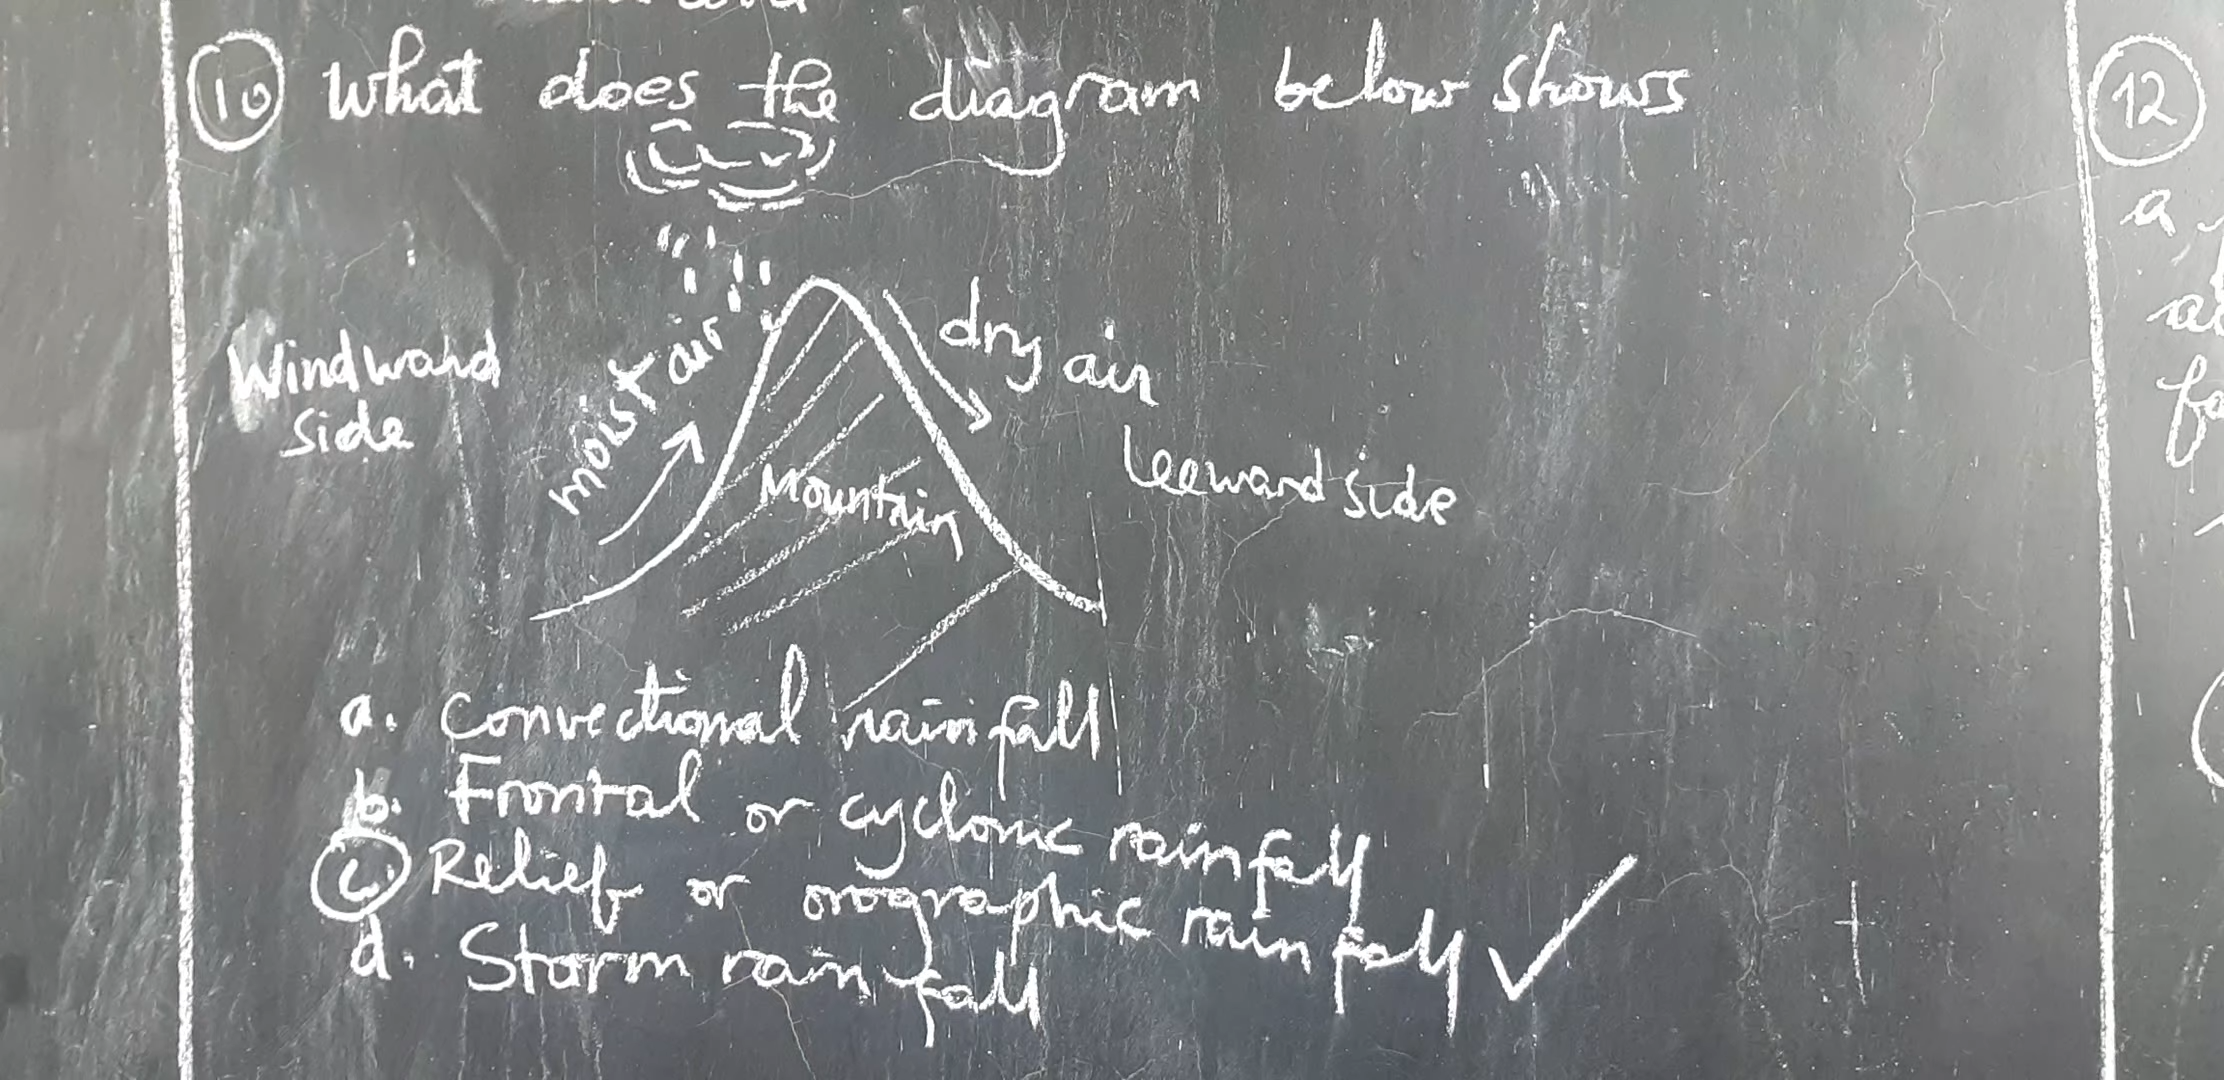 10 What does the diagram below shows
Windward
side
moist air
dry air
Leeward side
Mountain
a. Convectional rainfall
b. Frontal or cyclonic rainfall
c. Relief or orographic rainfall ✓
d. Storm rainfall
12
a